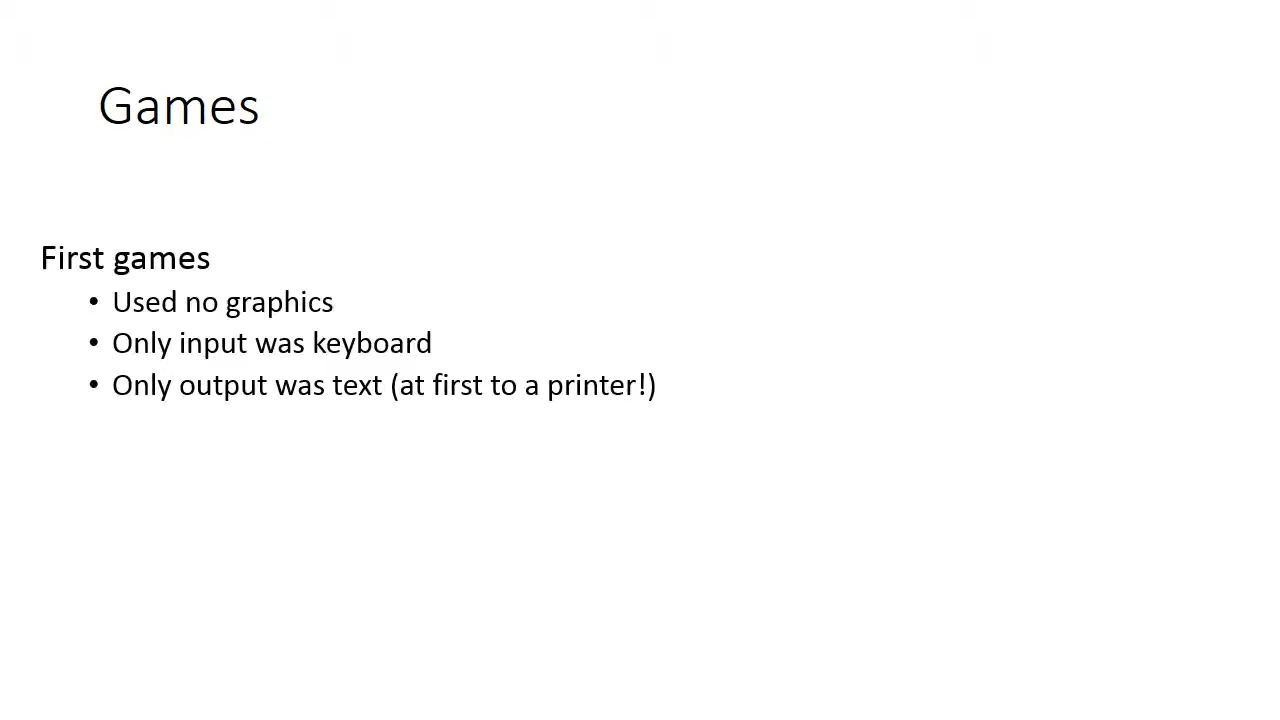 Games
First games
• Used no graphics
• Only input was keyboard
• Only output was text (at first to a printer!)